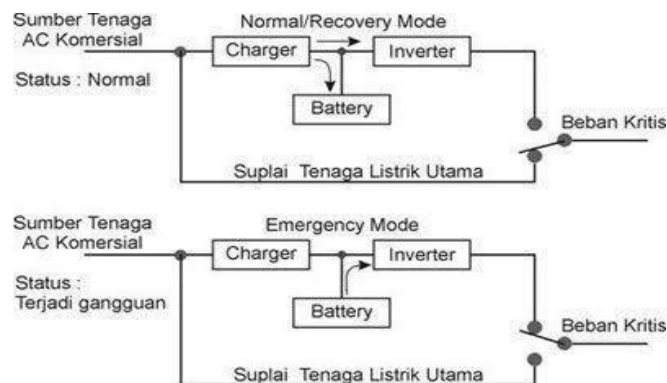 Sumber Tenaga
AC Komersial
Normal/Recovery Mode
Charger
Inverter
Status : Normal
Battery
Beban Kritis
Suplai Tenaga Listrik Utama
Sumber Tenaga
AC Komersial
Emergency Mode
Charger
Inverter
Status :
Terjadi gangguan
Battery
Beban Kritis
Suplai Tenaga Listrik Utama